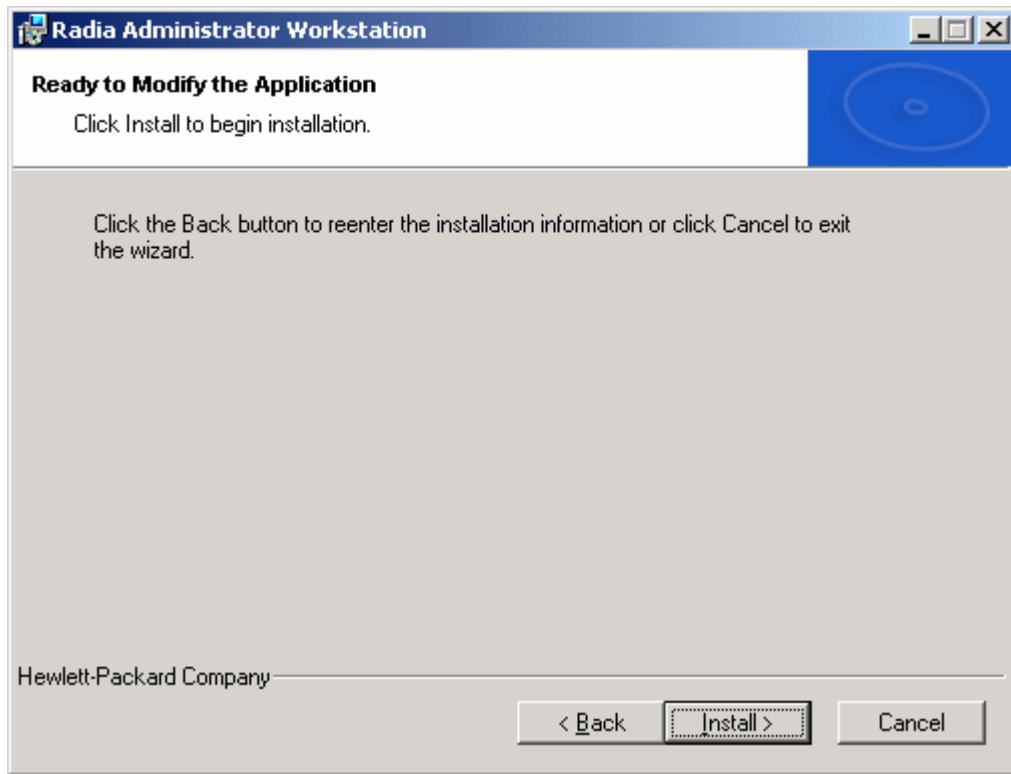 Radia Administrator Workstation
Ready to Modify the Application
Click Install to begin installation.
Click the Back button to reenter the installation information or click Cancel to exit
the wizard.
Hewlett-Packard Company
< Back
Install >
Cancel